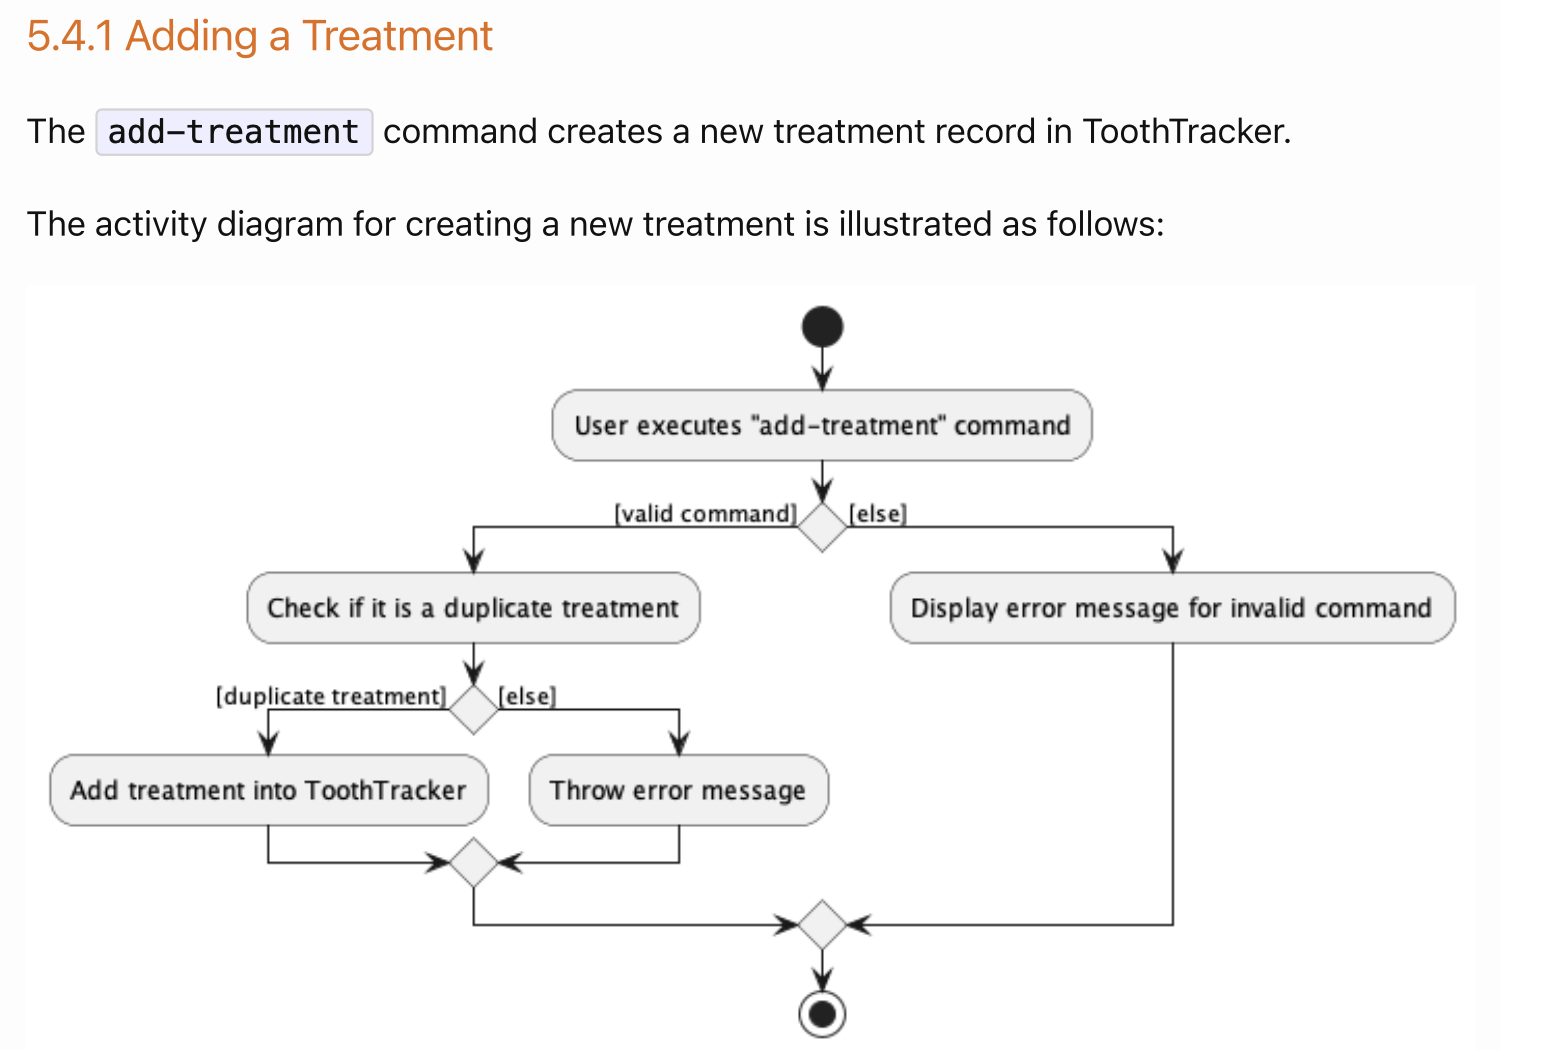 5.4.1 Adding a Treatment
The add-treatment command creates a new treatment record in ToothTracker.
The activity diagram for creating a new treatment is illustrated as follows:
User executes "add-treatment" command
[valid command] [else]
Check if it is a duplicate treatment Display error message for invalid command
[duplicate treatment] [else]
Add treatment into ToothTracker Throw error message